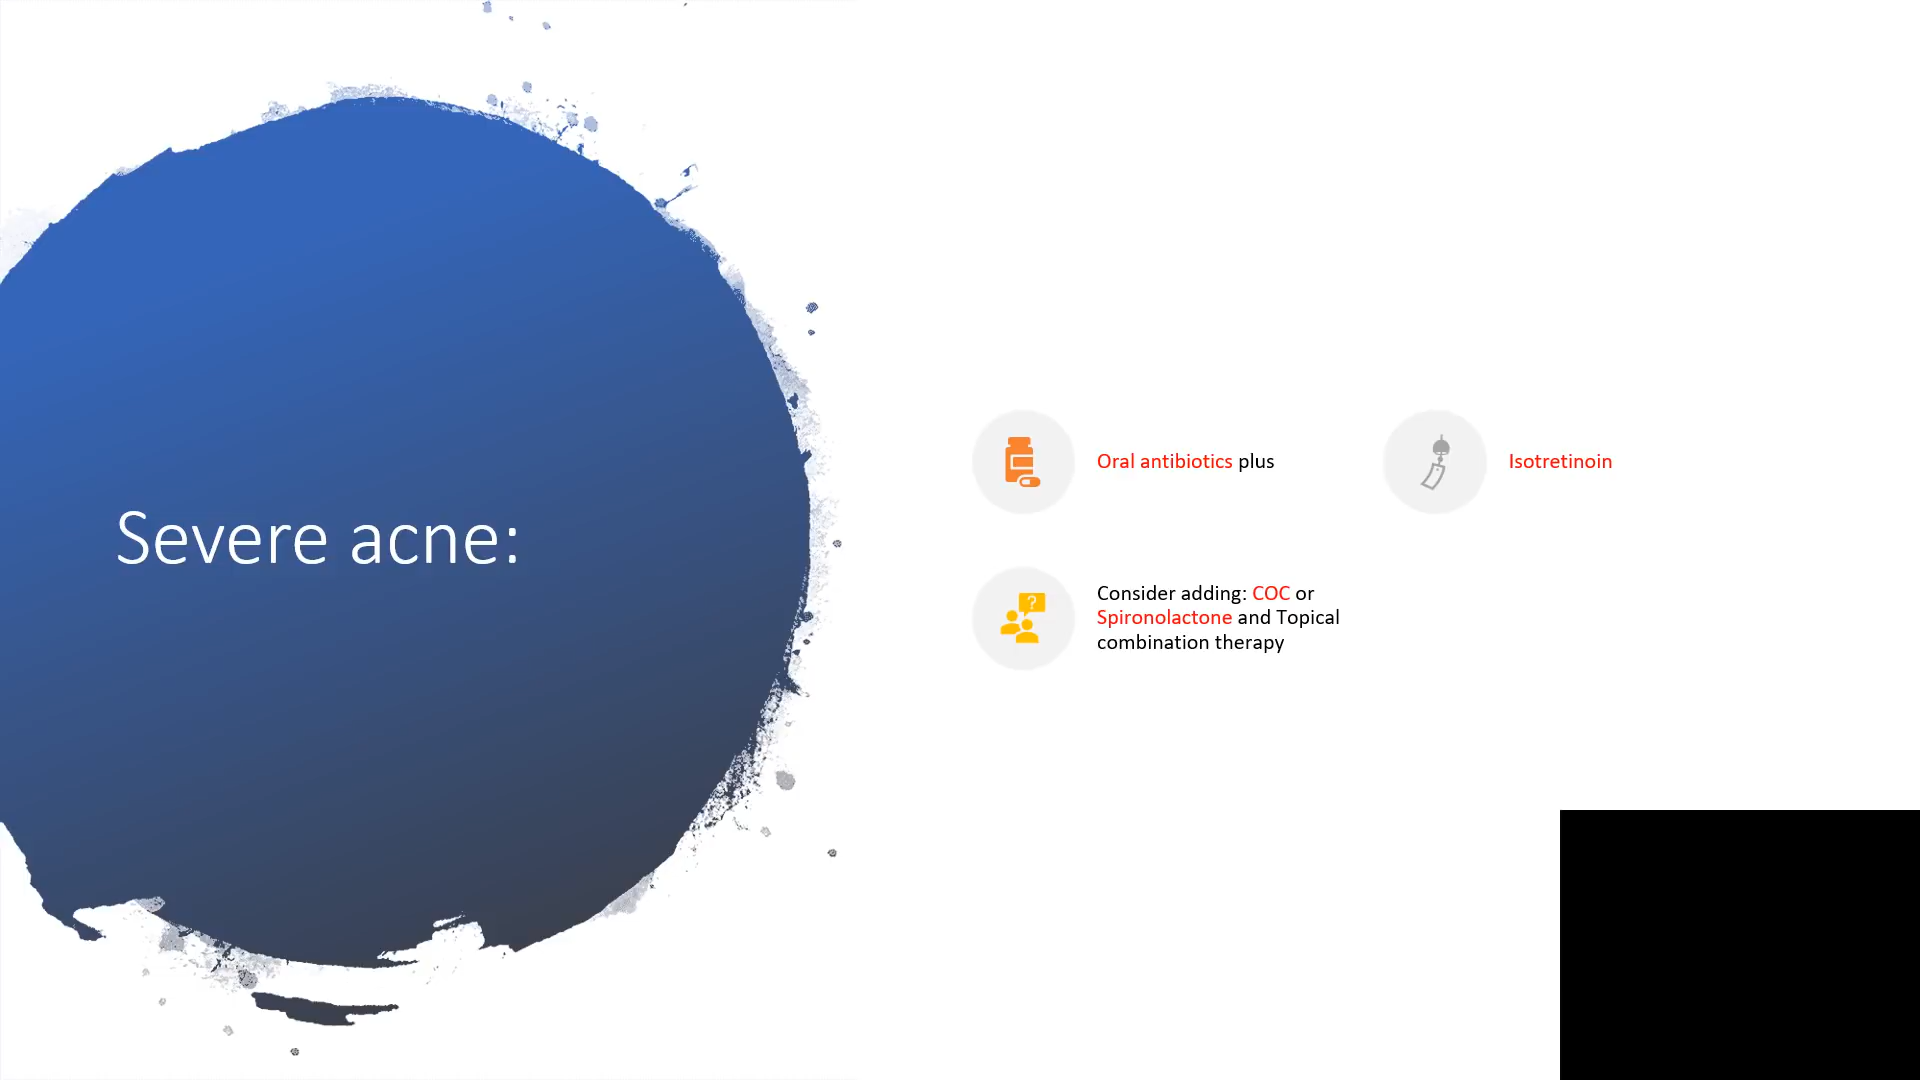 Severe acne:
Oral antibiotics plus
Isotretinoin
Consider adding: COC or
Spironolactone and Topical
combination therapy
?